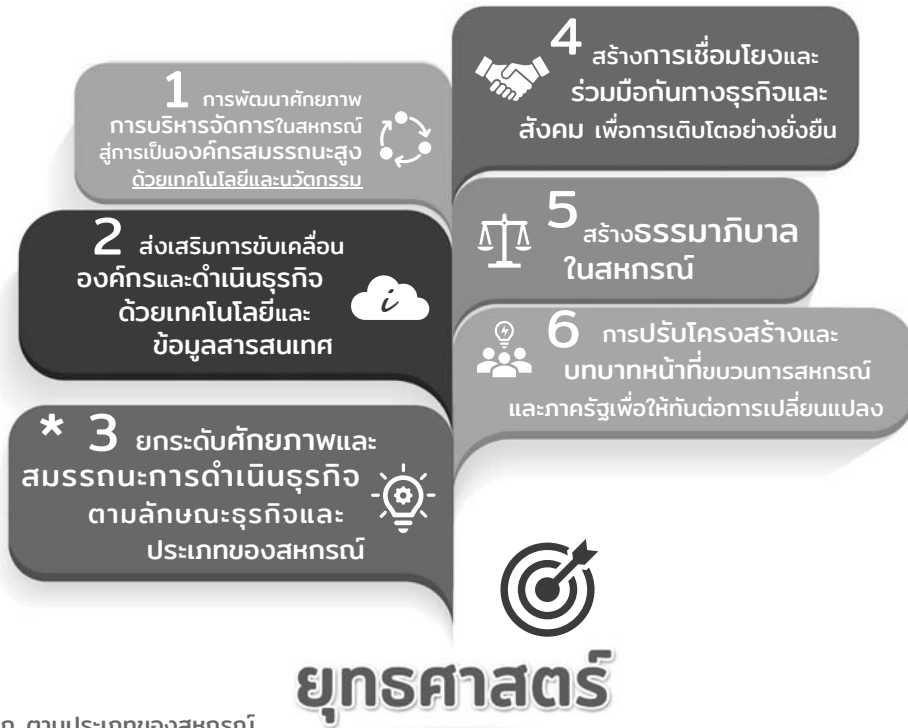 1 การพัฒนาศักยภาพ
การบริหารจัดการในสหกรณ์
สู่การเป็นองค์กรสมรรถนะสูง
ด้วยเทคโนโลยีและนวัตกรรม
2 ส่งเสริมการขับเคลื่อน
องค์กรและดำเนินธุรกิจ
ด้วยเทคโนโลยีและ
ข้อมูลสารสนเทศ
* 3 ยกระดับศักยภาพและ
สมรรถนะการดำเนินธุรกิจ
ตามลักษณะธุรกิจและ
ประเภทของสหกรณ์
4 สร้างการเชื่อมโยงและ
ร่วมมือกันทางธุรกิจและ
สังคม เพื่อการเติบโตอย่างยั่งยืน
5 สร้างธรรมาภิบาล
ในสหกรณ์
6 การปรับโครงสร้างและ
บทบาทหน้าที่ขบวนการสหกรณ์
และภาครัฐเพื่อให้ทันต่อการเปลี่ยนแปลง
i
ยุทธศาสตร์
ตามประเภทของสหกรณ์